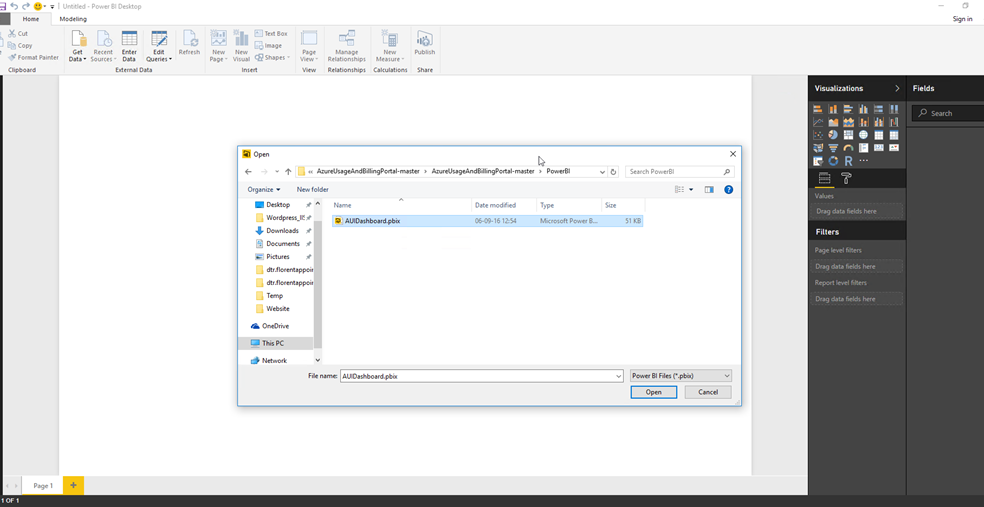 Untitled - Power BI Desktop
Home Modeling Sign in
Cut
Copy
Format Painter
Clipboard
Get Data
Recent Sources
Enter Data
Edit Queries
Refresh
External Data
New Page
New Visual
Text Box
Image
Shapes
Insert
Page View
View
Manage Relationships
Relationships
New Measure
Calculations
Publish
Share
Visualizations
Fields
Search
R
Values
Drag data fields here
Filters
Page level filters
Drag data fields here
Report level filters
Drag data fields here
Open
« AzureUsageAndBillingPortal-master › AzureUsageAndBillingPortal-master › PowerBI
Search PowerBI
Organize New folder
Name Date modified Type Size
AUIDashboard.pbix 06-09-16 12:54 Microsoft Power B... 51 KB
Desktop
Downloads
Documents
Pictures
dtr.florentappoin
dtr.florentappoin
Temp
Website
OneDrive
This PC
Network
File name: AUIDashboard.pbix Power BI Files (*.pbix)
Open Cancel
Page 1 +
1 OF 1